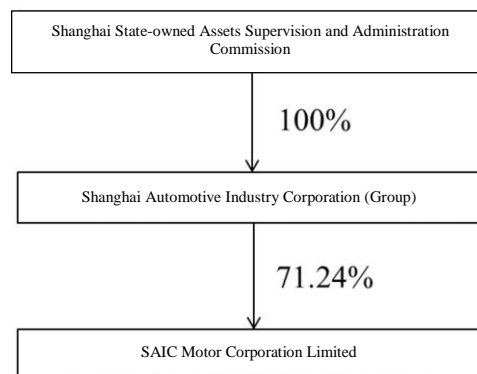 Shanghai State-owned Assets Supervision and Administration
Commission
100%
Shanghai Automotive Industry Corporation (Group)
71.24%
SAIC Motor Corporation Limited